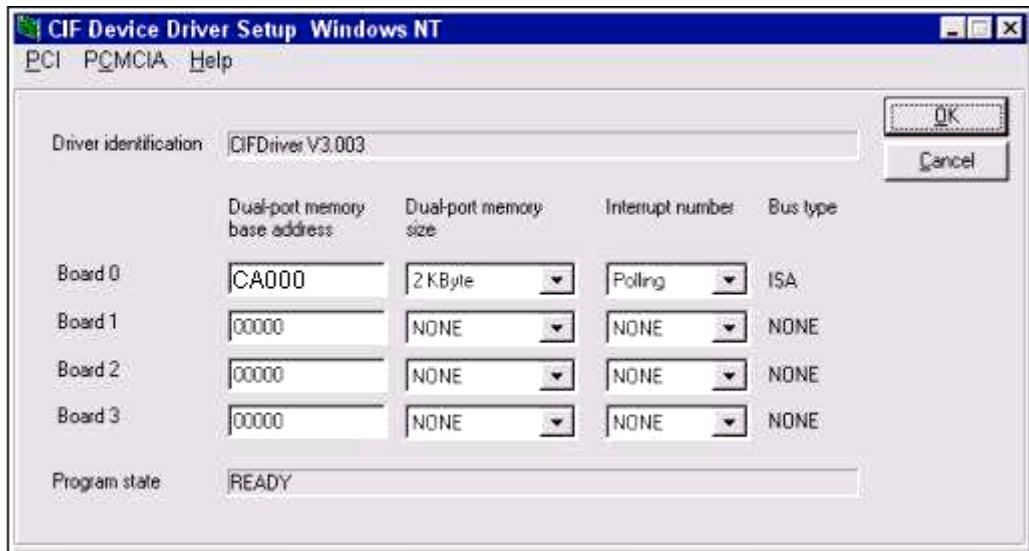 CIF Device Driver Setup Windows NT
PCI PCMCIA Help
OK
Driver identification CIFDriver V3.003
Cancel
Dual-port memory base address Dual-port memory size Interrupt number Bus type
Board 0 CA000 2 KByte Polling ISA
Board 1 00000 NONE NONE NONE
Board 2 00000 NONE NONE NONE
Board 3 00000 NONE NONE NONE
Program state READY